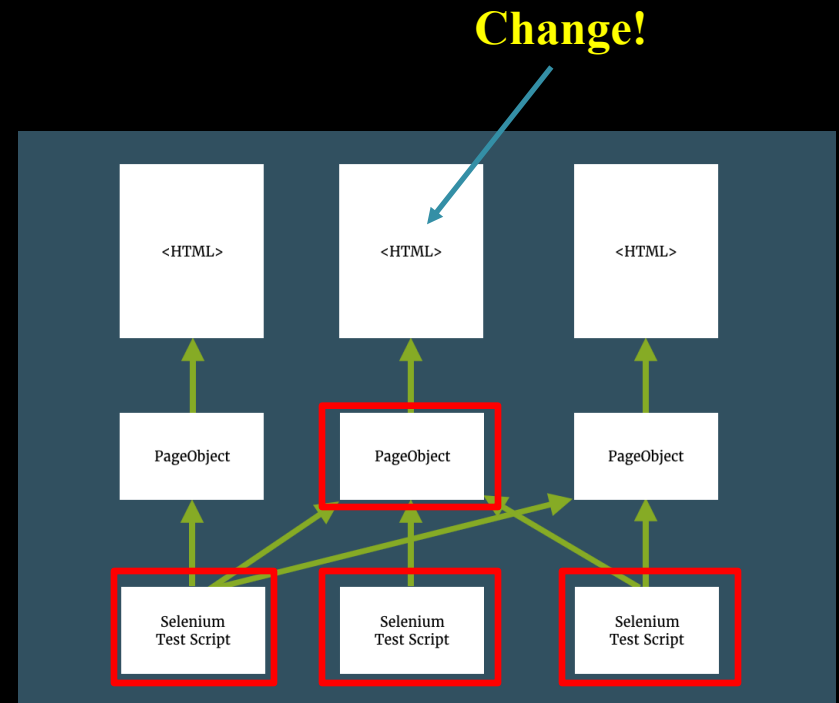 Change!
<HTML>
<HTML>
<HTML>
PageObject
PageObject
PageObject
Selenium
Test Script
Selenium
Test Script
Selenium
Test Script